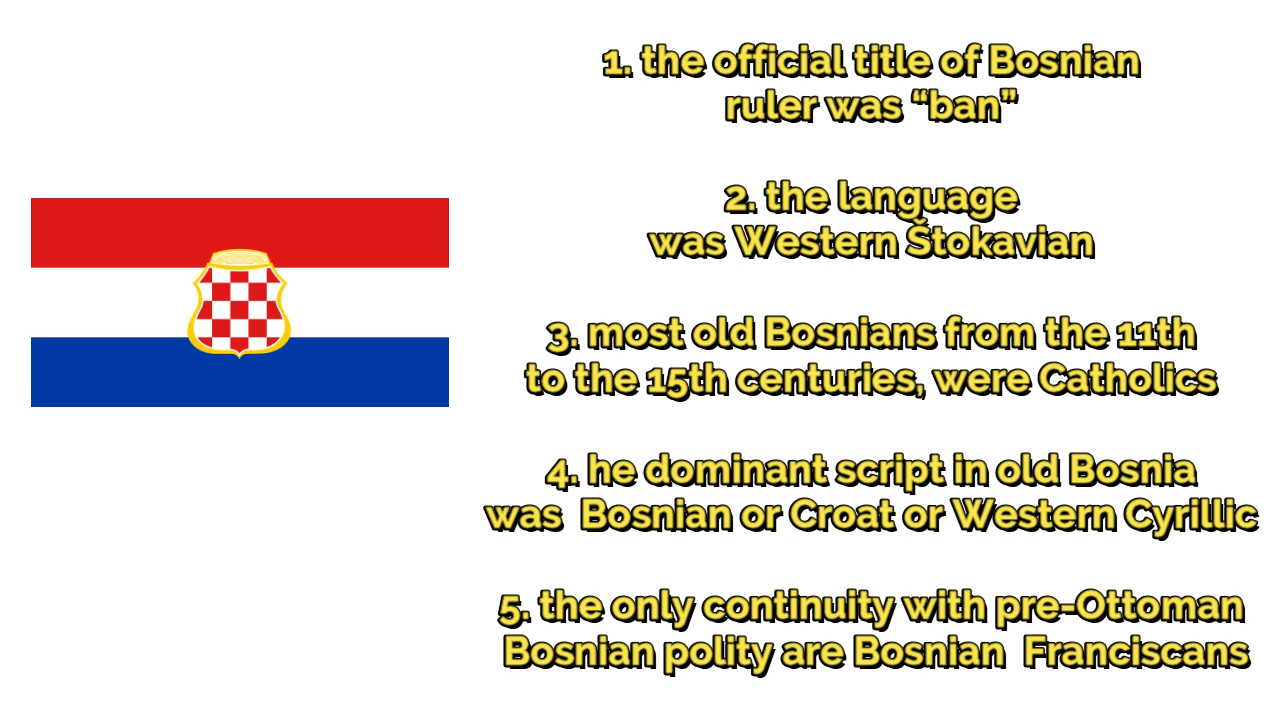 1. the official title of Bosnian
ruler was “ban”
2. the language
was Western Štokavian
3. most old Bosnians from the 11th
to the 15th centuries, were Catholics
4. he dominant script in old Bosnia
was  Bosnian or Croat or Western Cyrillic
5. the only continuity with pre-Ottoman
Bosnian polity are Bosnian  Franciscans